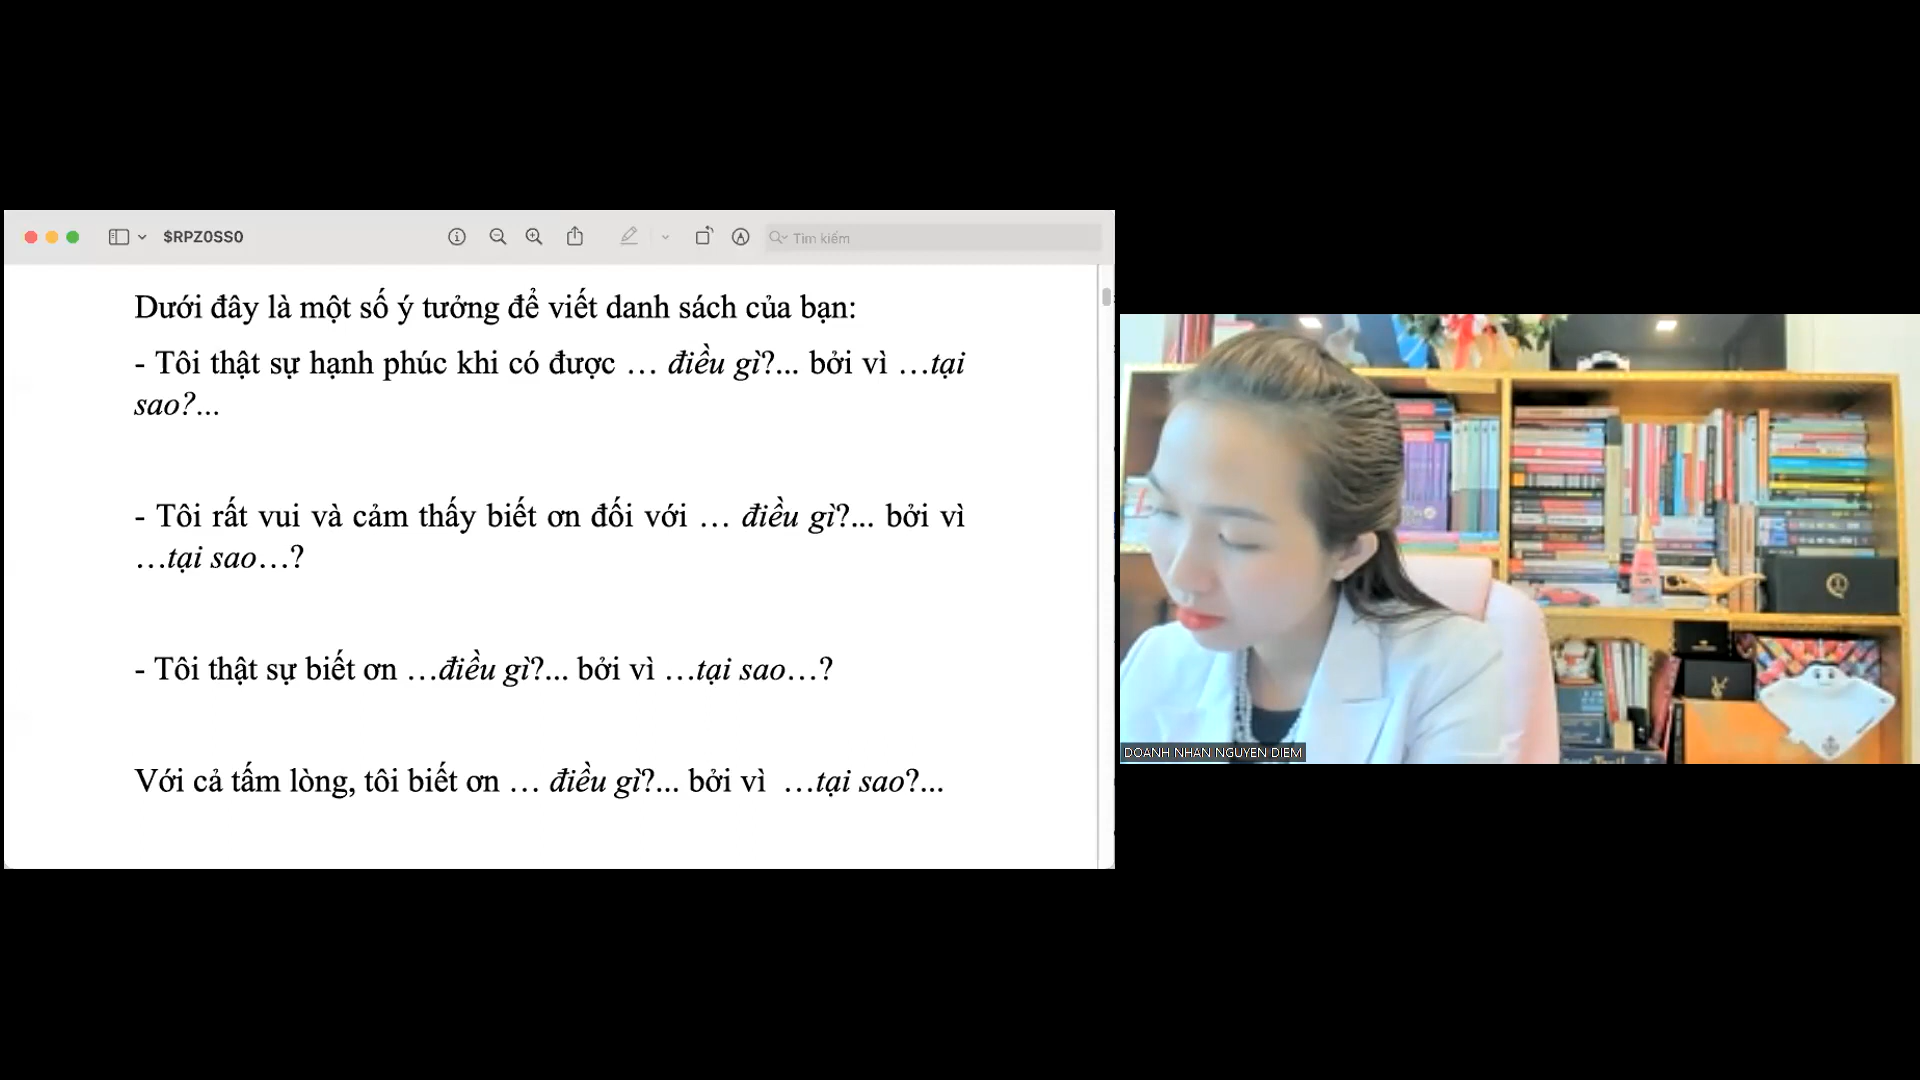 $RPZ0SS0
Tìm kiếm
Dưới đây là một số ý tưởng để viết danh sách của bạn:
- Tôi thật sự hạnh phúc khi có được … điều gì?... bởi vì …tại
sao?...
- Tôi rất vui và cảm thấy biết ơn đối với … điều gì?... bởi vì
…tại sao…?
- Tôi thật sự biết ơn …điều gì?... bởi vì …tại sao…?
Với cả tấm lòng, tôi biết ơn … điều gì?... bởi vì …tại sao?...
DOANH NHAN NGUYEN DIEM